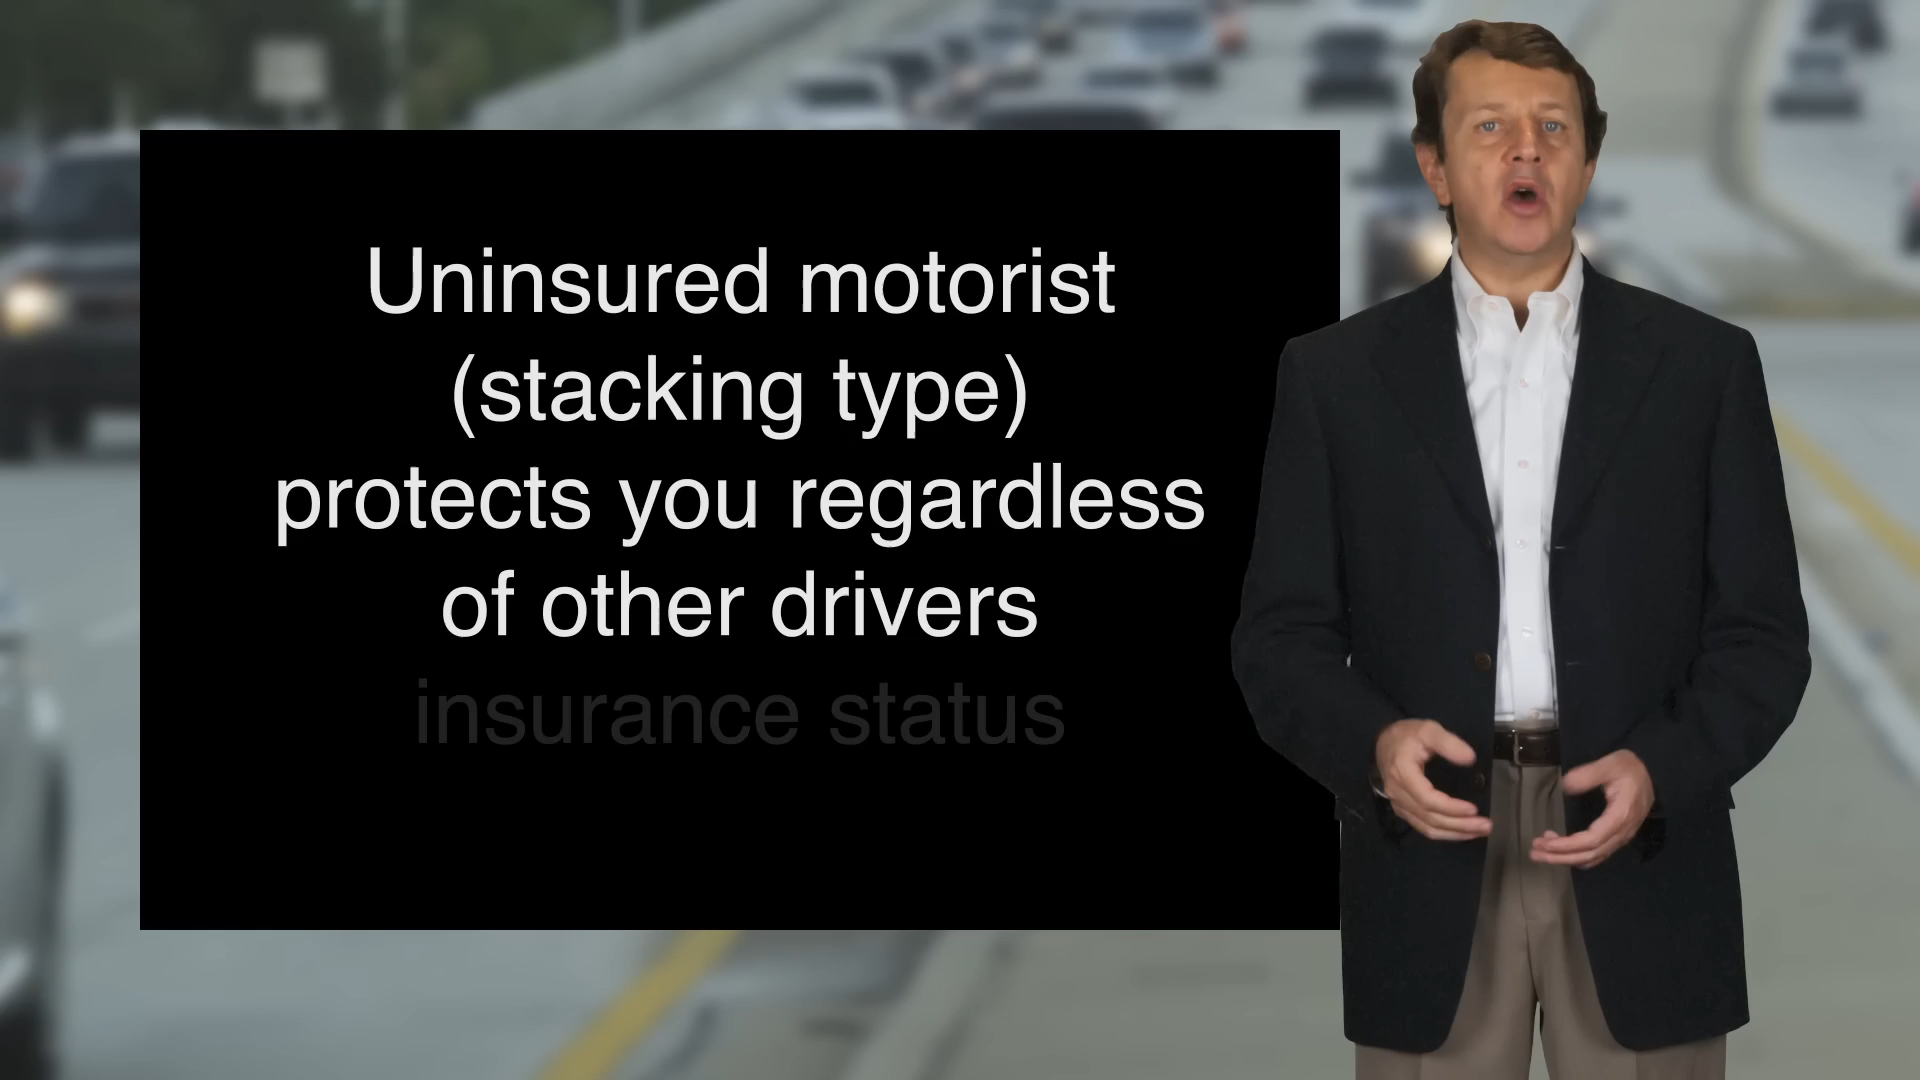 Uninsured motorist
(stacking type)
protects you regardless
of other drivers
insurance status